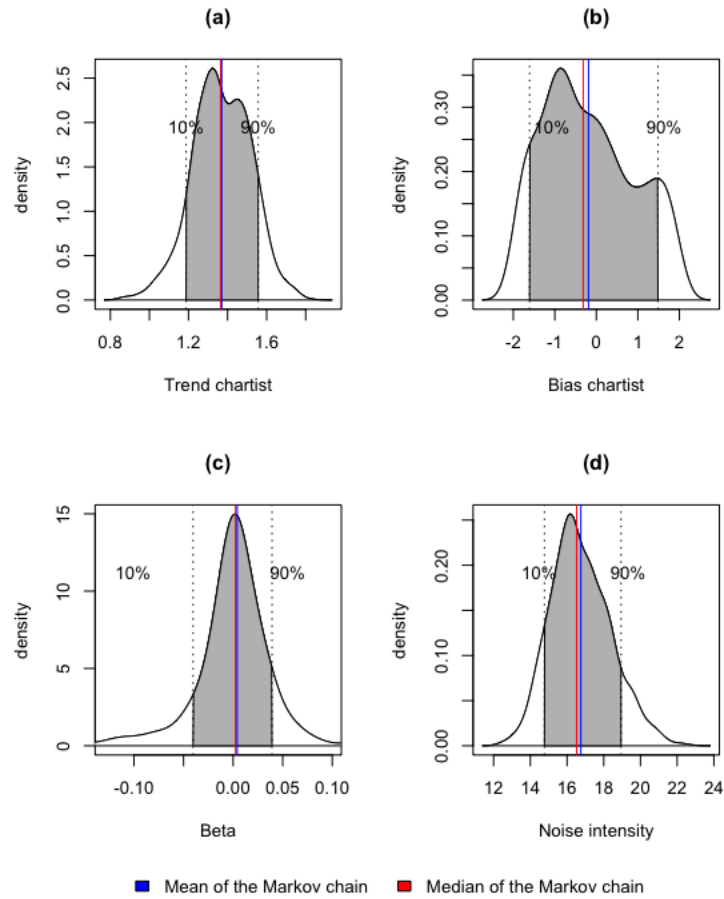 (a)
density
0.0 0.5 1.0 1.5 2.0 2.5
10% 90%
0.8 1.2 1.6
Trend chartist
(b)
density
0.00 0.10 0.20 0.30
10% 90%
-2 -1 0 1 2
Bias chartist
(c)
density
0 5 10 15
10% 90%
-0.10 0.00 0.05 0.10
Beta
(d)
density
0.00 0.10 0.20
10% 90%
12 14 16 18 20 22 24
Noise intensity
Mean of the Markov chain Median of the Markov chain